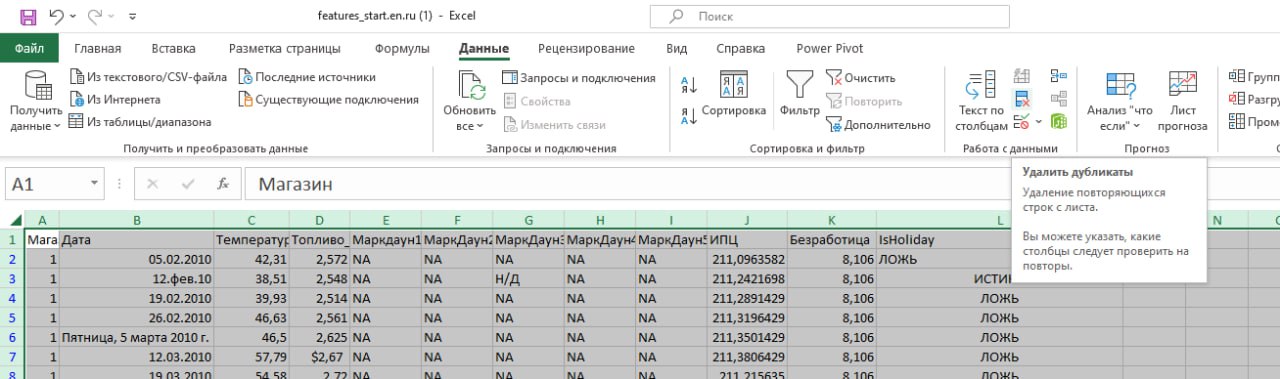 features_start.en.ru (1) - Excel
Поиск
Файл Главная Вставка Разметка страницы Формулы Данные Рецензирование Вид Справка Power Pivot
Получить данные
Из текстового/CSV-файла
Из Интернета
Из таблицы/диапазона
Последние источники
Существующие подключения
Получить и преобразовать данные
Обновить все
Запросы и подключения
Свойства
Изменить связи
Запросы и подключения
Сортировка
Фильтр
Очистить
Повторить
Дополнительно
Сортировка и фильтр
Текст по столбцам
Работа с данными
Анализ "что если"
Лист прогноза
Прогноз
Групп
Разгру
Пром
Удалить дубликаты
Удаление повторяющихся
строк с листа.
Вы можете указать, какие
столбцы следует проверить на
повторы.
A1 fx Магазин
A B C D E F G H I J K L N
1 Мага Дата Температур Топливо_ Маркдаун1 МаркДаун2 МаркДаун3 МаркДаун4 МаркДаун5 ИПЦ Безработица IsHoliday
2 1 05.02.2010 42,31 2,572 NA NA NA NA NA 211,0963582 8,106 ЛОЖЬ
3 1 12.фев.10 38,51 2,548 NA NA Н/Д NA NA 211,2421698 8,106 ИСТИН
4 1 19.02.2010 39,93 2,514 NA NA NA NA NA 211,2891429 8,106 ЛОЖЬ
5 1 26.02.2010 46,63 2,561 NA NA NA NA NA 211,3196429 8,106 ЛОЖЬ
6 1 Пятница, 5 марта 2010 г. 46,5 2,625 NA NA NA NA NA 211,3501429 8,106 ЛОЖЬ
7 1 12.03.2010 57,79 $2,67 NA NA NA NA NA 211,3806429 8,106 ЛОЖЬ
8 1 19.03.2010 54,58 2,72 NA NA NA NA NA 211,215635 8,106 ЛОЖЬ